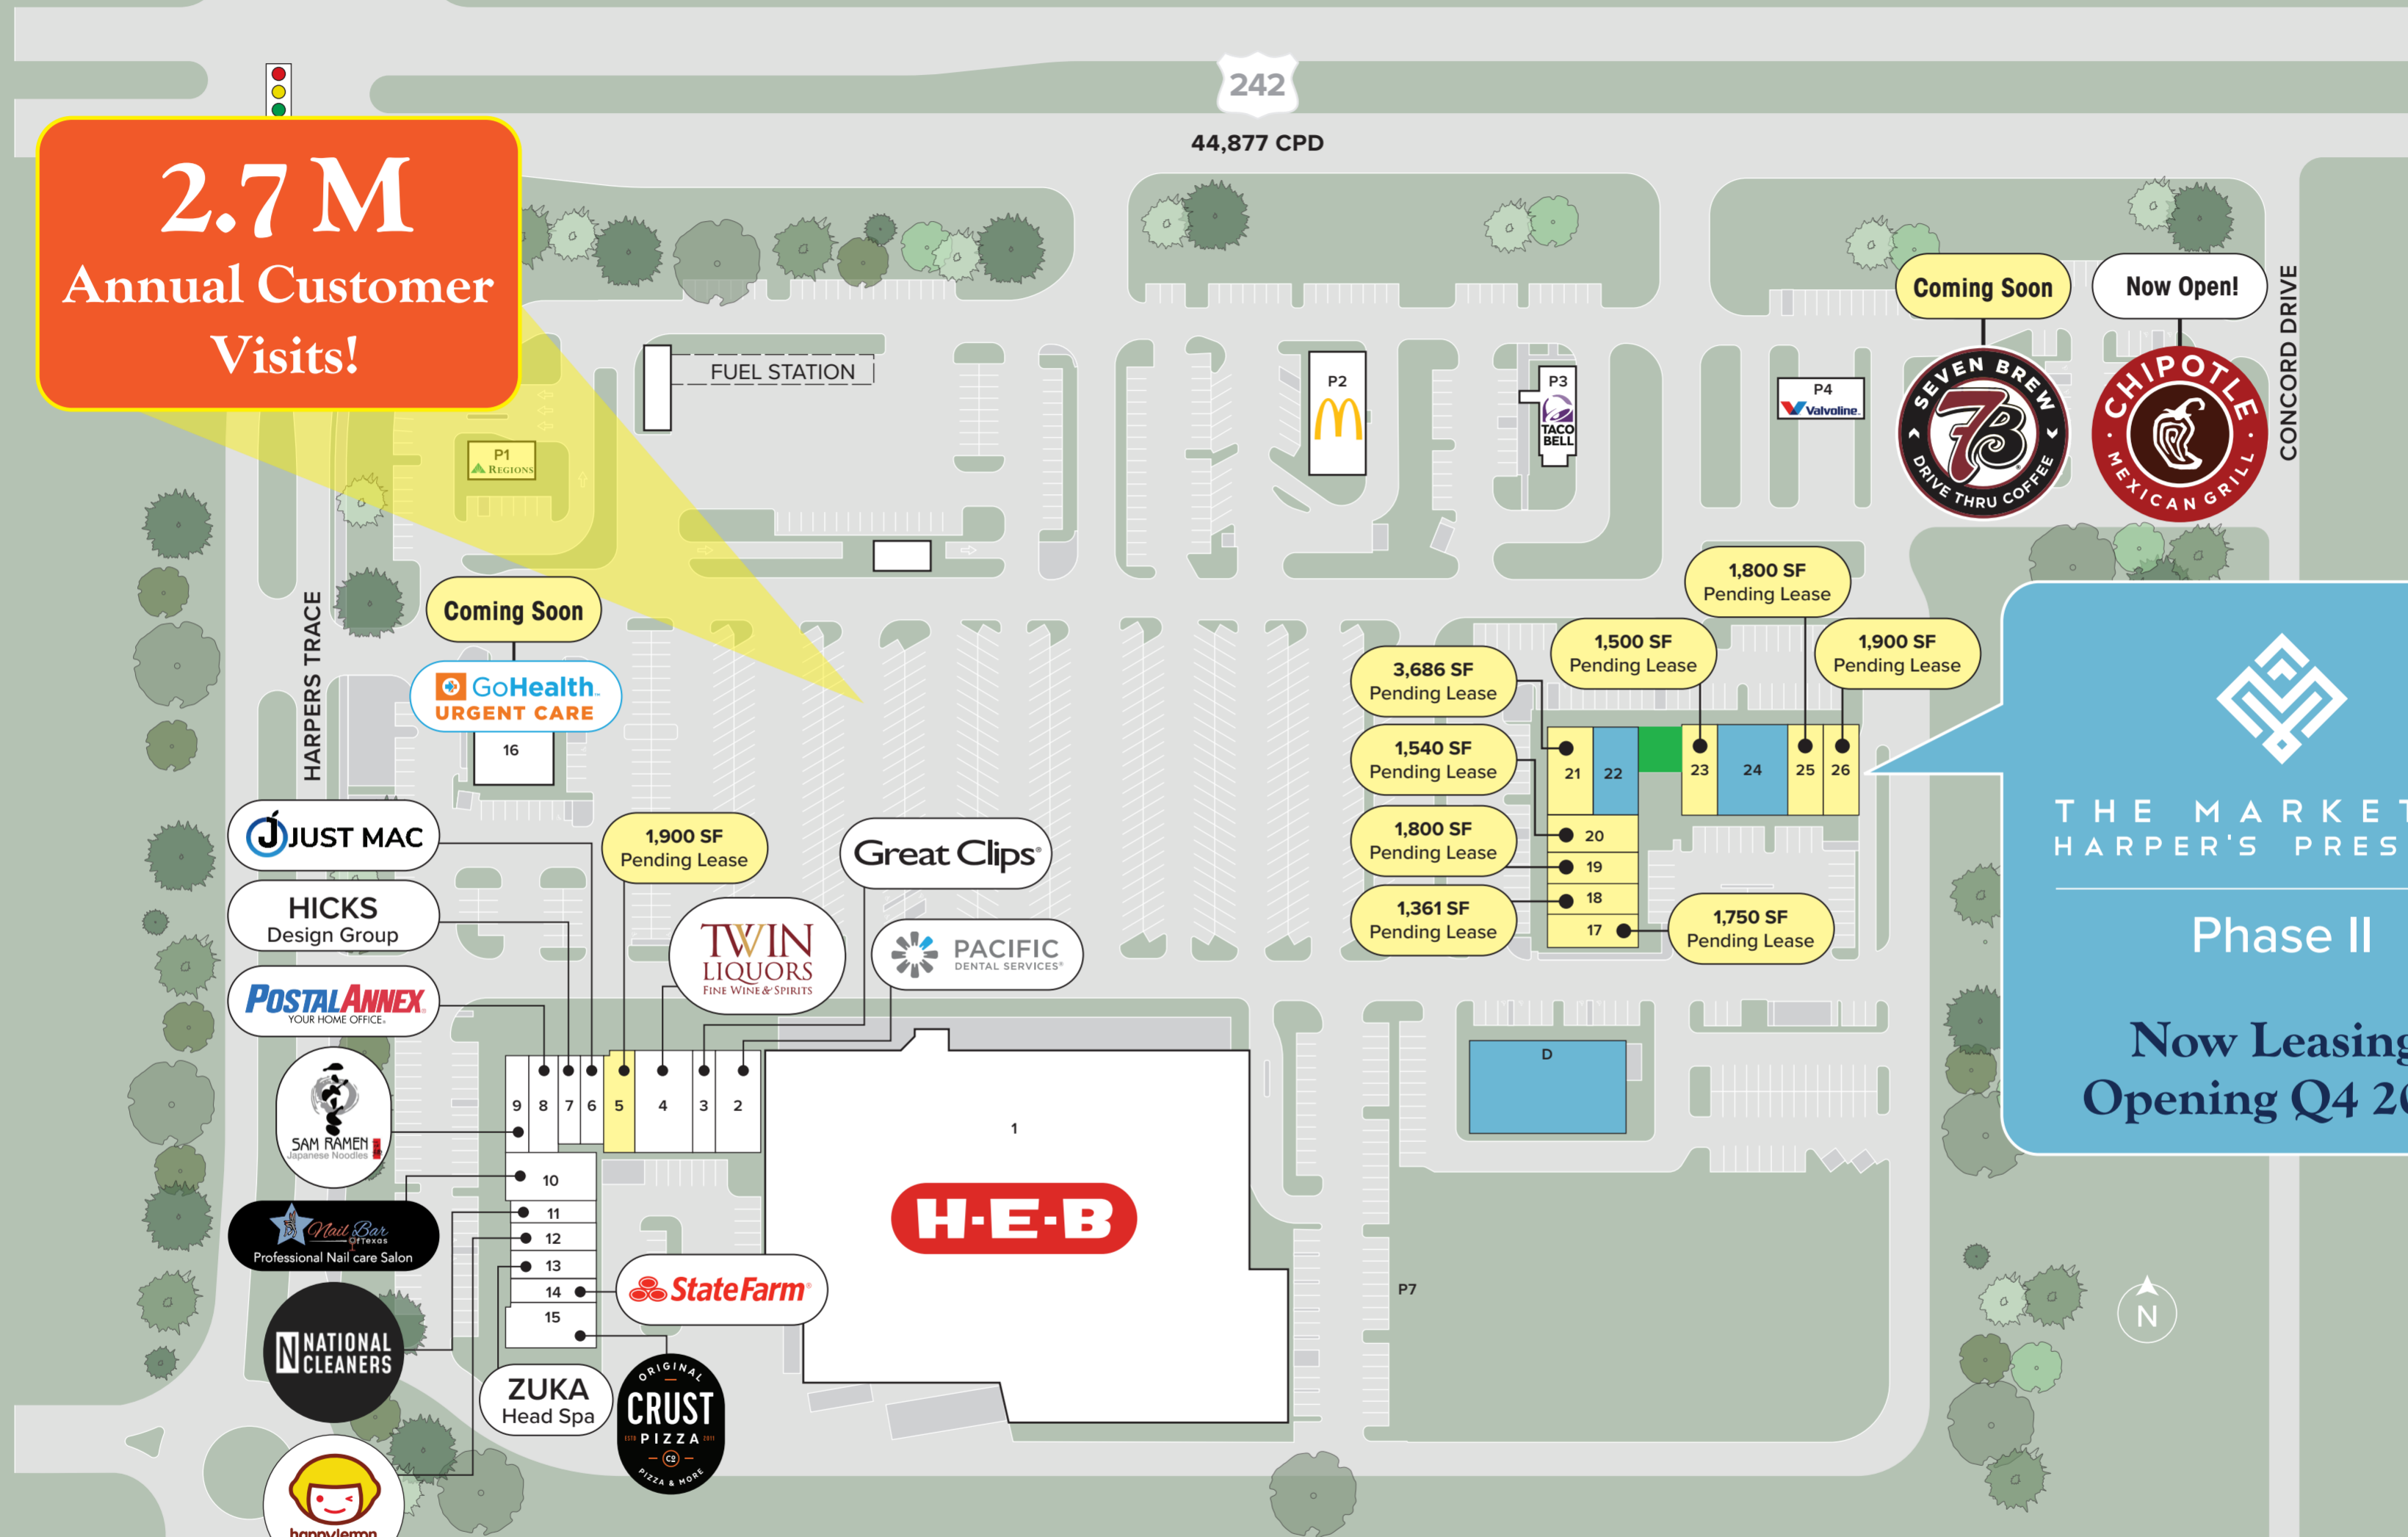 242
44,877 CPD
2.7 M
Annual Customer
Visits!
FUEL STATION
P1
REGIONS
P2
P3
TACO
BELL
P4
Valvoline
Coming Soon
Now Open!
SEVEN BREW
7B
DRIVE THRU COFFEE
CHIPOTLE
MEXICAN GRILL
CONCORD DRIVE
HARPERS TRACE
Coming Soon
GoHealth
URGENT CARE
16
1,800 SF
Pending Lease
1,500 SF
Pending Lease
1,900 SF
Pending Lease
3,686 SF
Pending Lease
1,540 SF
Pending Lease
1,800 SF
Pending Lease
1,361 SF
Pending Lease
1,750 SF
Pending Lease
21
22
23
24
25
26
20
19
18
17
THE MARKET
HARPER'S PRES
Phase II
Now Leasing
Opening Q4 20
JUST MAC
HICKS
Design Group
POSTALANNEX
YOUR HOME OFFICE
1,900 SF
Pending Lease
TWIN
LIQUORS
FINE WINE & SPIRITS
Great Clips
PACIFIC
DENTAL SERVICES
SAM RAMEN
Japanese Noodles
Nail Bar
Of Texas
Professional Nail care Salon
N NATIONAL
CLEANERS
happylemon
9
8
7
6
5
4
3
2
1
10
11
12
13
14
15
H-E-B
State Farm
ZUKA
Head Spa
ORIGINAL
CRUST
ESTD PIZZA 2011
C2
PIZZA & MORE
D
P7
N